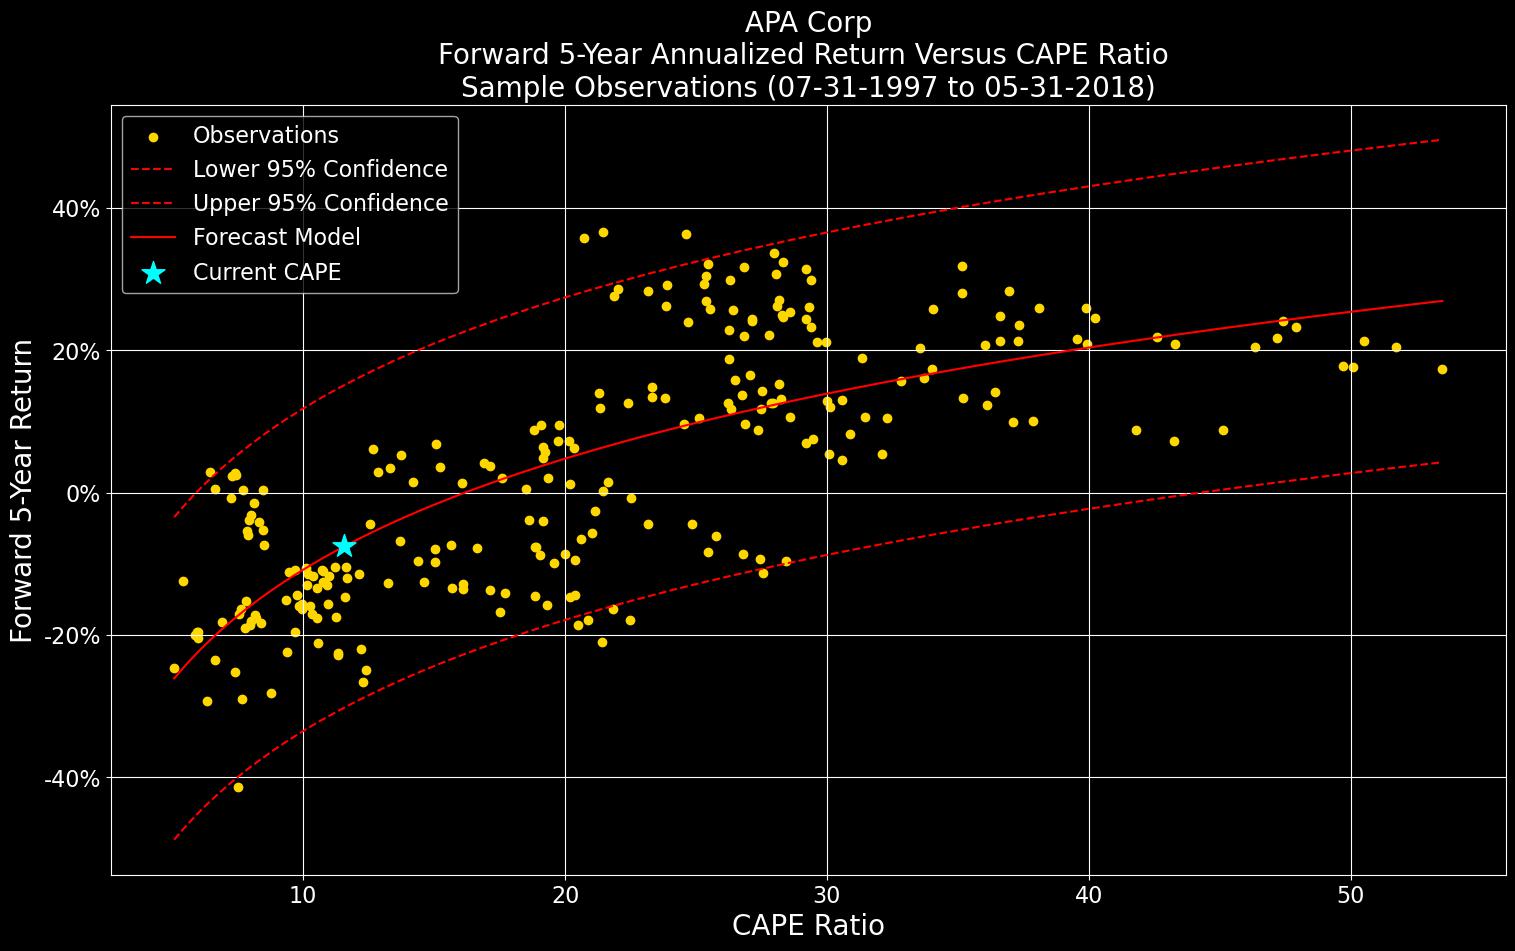 APA Corp
Forward 5-Year Annualized Return Versus CAPE Ratio
Sample Observations (07-31-1997 to 05-31-2018)
Observations
Lower 95% Confidence
Upper 95% Confidence
Forecast Model
Current CAPE
Forward 5-Year Return
40%
20%
0%
-20%
-40%
10
20
30
40
50
CAPE Ratio